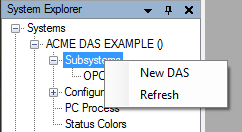 System Explorer
Systems
ACME DAS EXAMPLE ()
Subsystems
New DAS
OPC
Refresh
Configur
PC Process
Status Colors